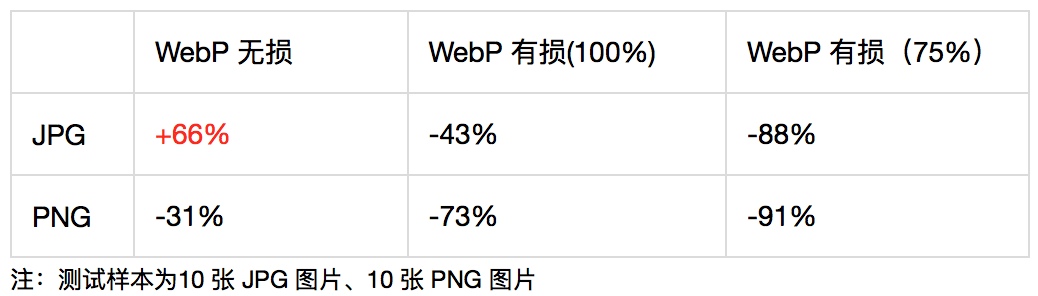 WebP 无损 WebP 有损(100%) WebP 有损（75%）
JPG +66% -43% -88%
PNG -31% -73% -91%
注：测试样本为10 张 JPG 图片、10 张 PNG 图片